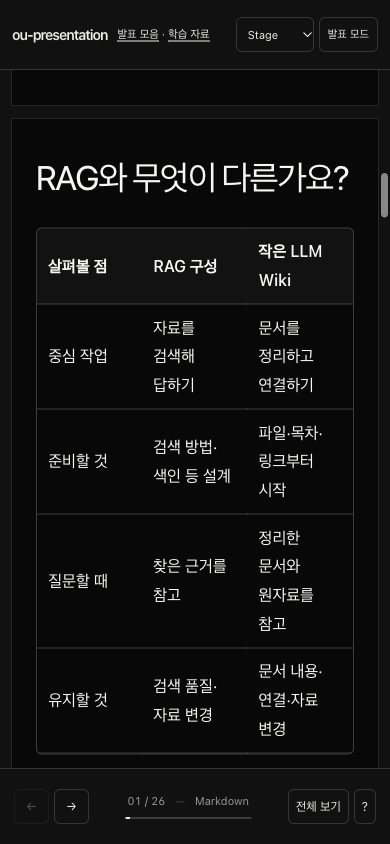 ou-presentation 발표 모음 · 학습 자료 Stage 발표 모드
RAG와 무엇이 다른가요?
살펴볼 점
RAG 구성
작은 LLM
Wiki
중심 작업
자료를
검색해
답하기
문서를
정리하고
연결하기
준비할 것
검색 방법·
색인 등 설계
파일·목차·
링크부터
시작
질문할 때
찾은 근거를
참고
정리한
문서와
원자료를
참고
유지할 것
검색 품질·
자료 변경
문서 내용·
연결·자료
변경
← → 01 / 26 — Markdown 전체 보기 ?